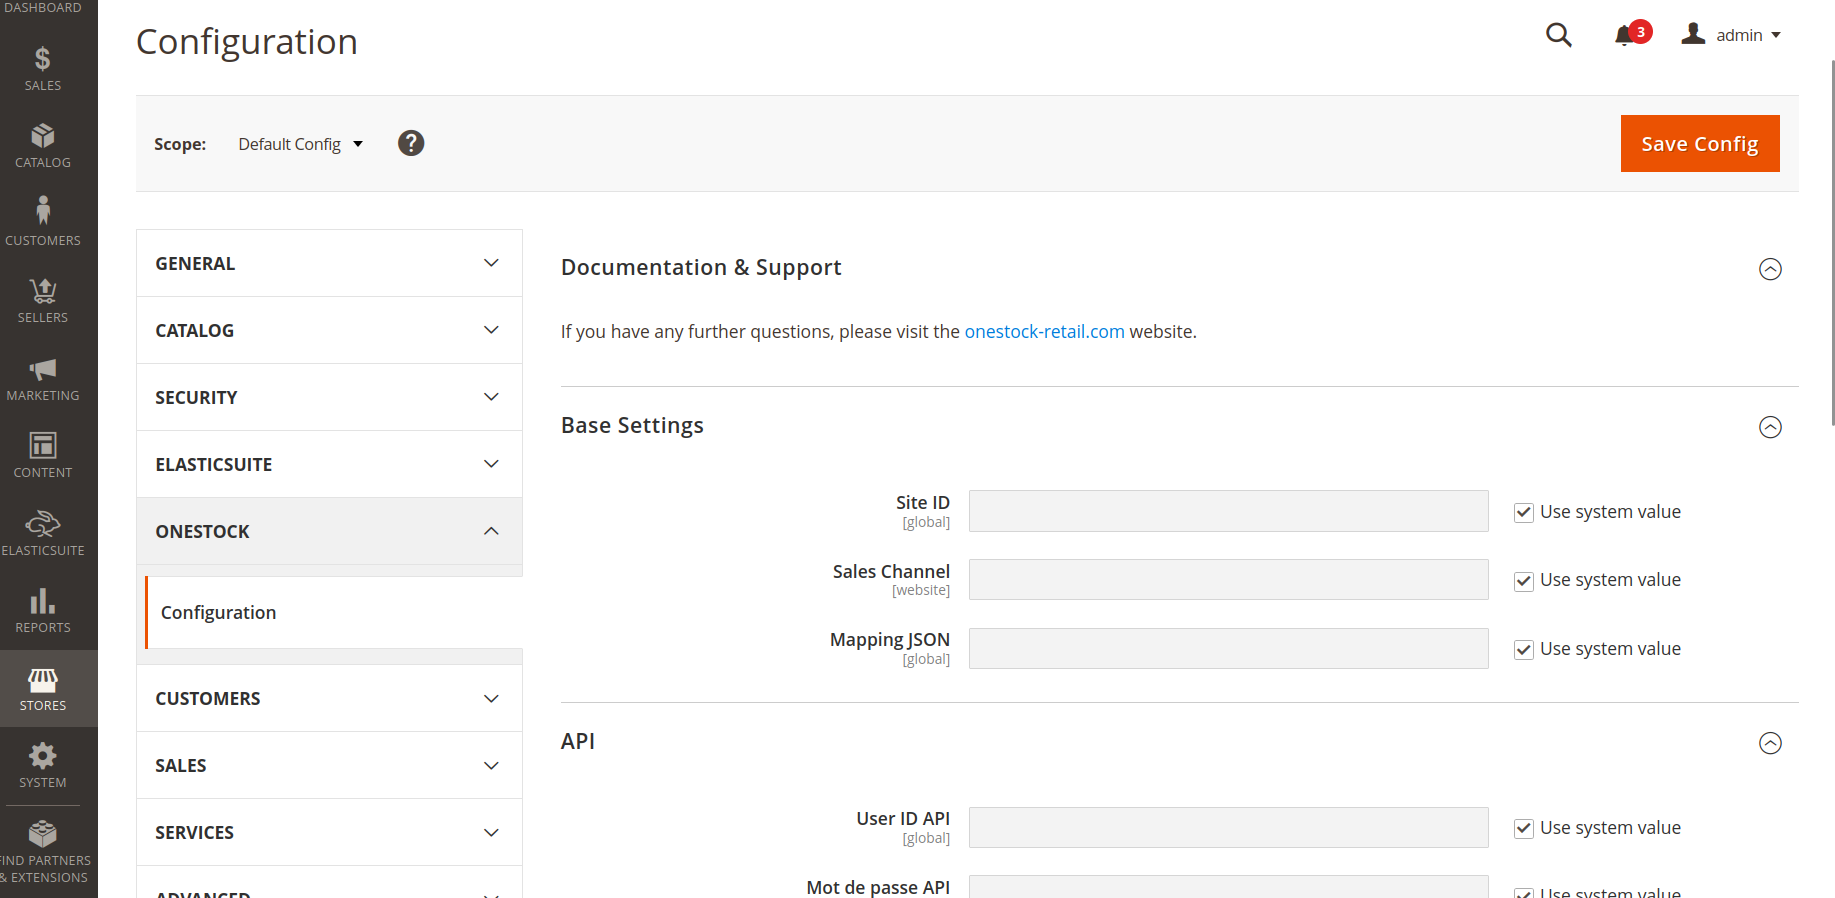 DASHBOARD
SALES
CATALOG
CUSTOMERS
SELLERS
MARKETING
CONTENT
ELASTICSUITE
REPORTS
STORES
SYSTEM
FIND PARTNERS
& EXTENSIONS
Configuration
3
admin
Scope: Default Config ?
Save Config
GENERAL
CATALOG
SECURITY
ELASTICSUITE
ONESTOCK
Configuration
CUSTOMERS
SALES
SERVICES
ADVANCED
Documentation & Support
If you have any further questions, please visit the onestock-retail.com website.
Base Settings
Site ID
[global]
Use system value
Sales Channel
[website]
Use system value
Mapping JSON
[global]
Use system value
API
User ID API
[global]
Use system value
Mot de passe API
Use system value